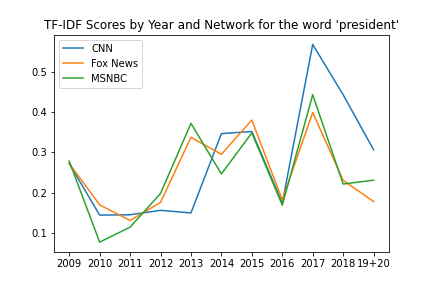 TF-IDF Scores by Year and Network for the word 'president'
CNN
Fox News
MSNBC
0.5
0.4
0.3
0.2
0.1
2009 2010 2011 2012 2013 2014 2015 2016 2017 2018 19+20